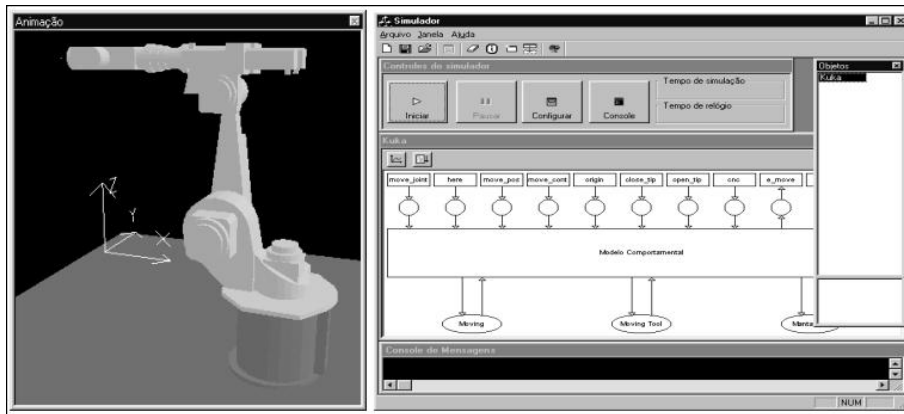 Animação
Z
Y
X
Simulador
Arquivo Janela Ajuda
Controles do simulador
Iniciar
Pausar
Configurar
Console
Tempo de simulação
Tempo de relógio
Objetos
Kuka
Kuka
move_joint here move_pos move_cont origin close_tip open_tip cnc e_move
Modelo Comportamental
Moving
Moving Tool
Console de Mensagens
NUM